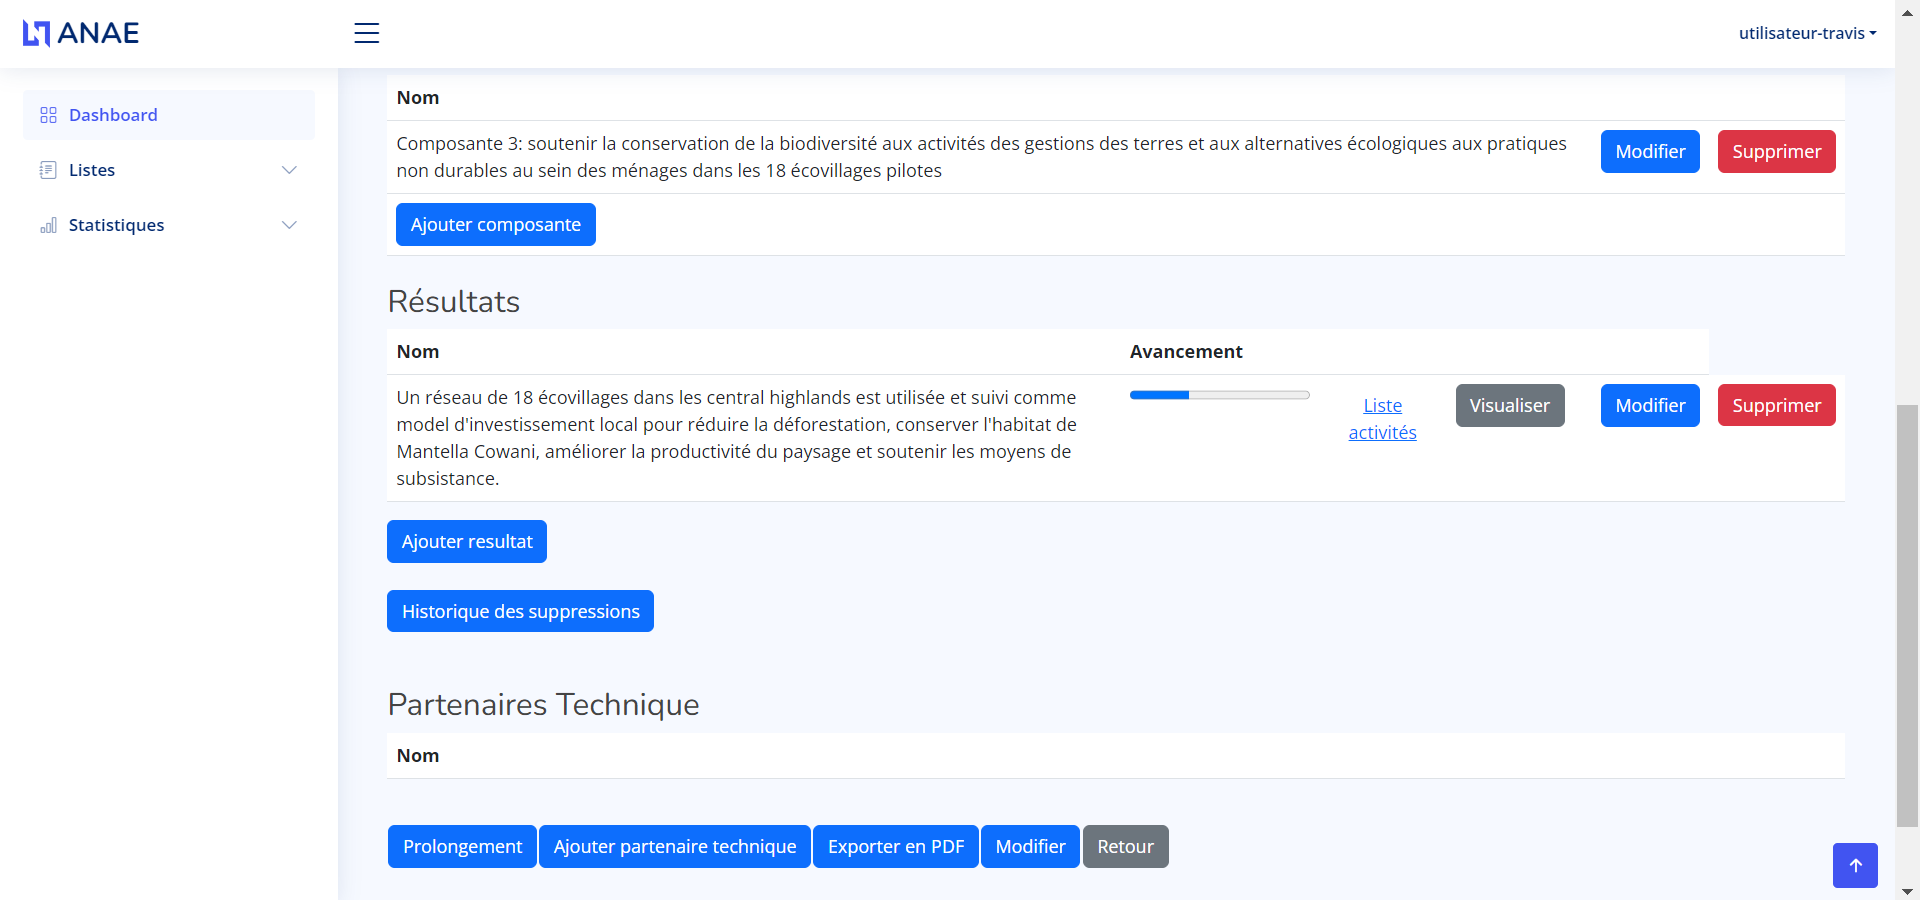 ANAE
utilisateur-travis
Dashboard
Listes
Statistiques
Nom
Composante 3: soutenir la conservation de la biodiversité aux activités des gestions des terres et aux alternatives écologiques aux pratiques
non durables au sein des ménages dans les 18 écovillages pilotes
Modifier
Supprimer
Ajouter composante
Résultats
Nom
Avancement
Un réseau de 18 écovillages dans les central highlands est utilisée et suivi comme
model d'investissement local pour réduire la déforestation, conserver l'habitat de
Mantella Cowani, améliorer la productivité du paysage et soutenir les moyens de
subsistance.
Liste
activités
Visualiser
Modifier
Supprimer
Ajouter resultat
Historique des suppressions
Partenaires Technique
Nom
Prolongement
Ajouter partenaire technique
Exporter en PDF
Modifier
Retour